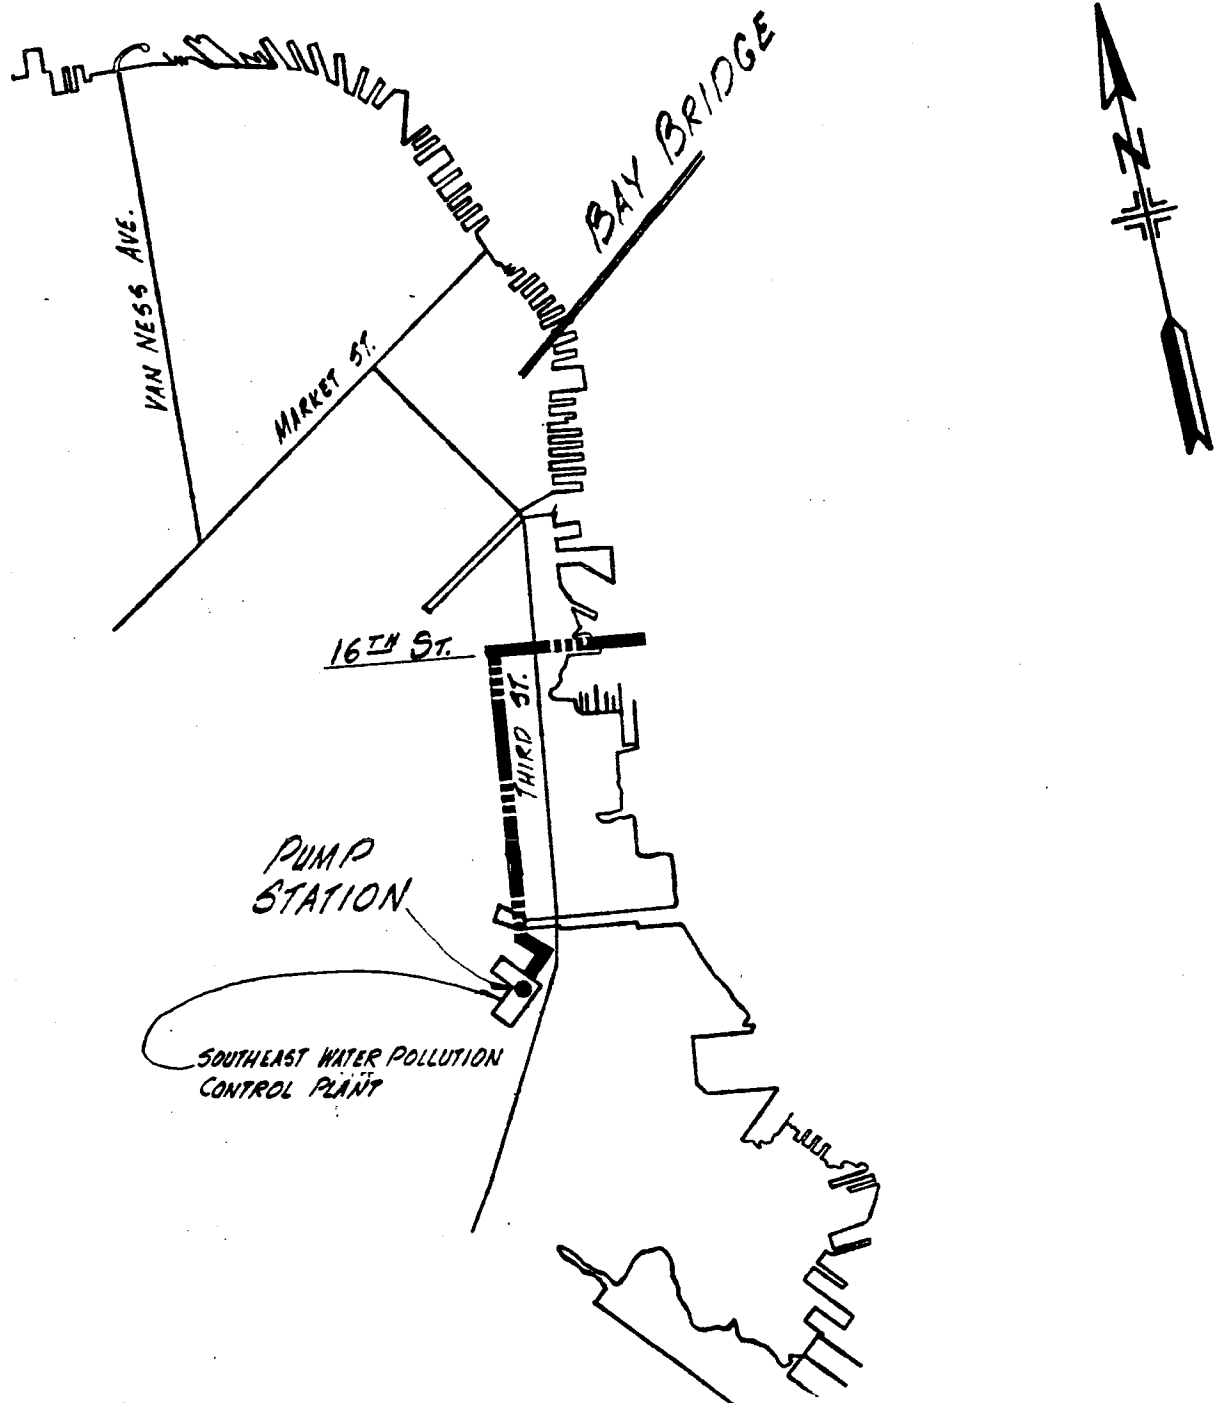 BAY BRIDGE
N
VAN NESS AVE.
MARKET ST.
16TH ST.
THIRD ST.
PUMP
STATION
SOUTHEAST WATER POLLUTION
CONTROL PLANT